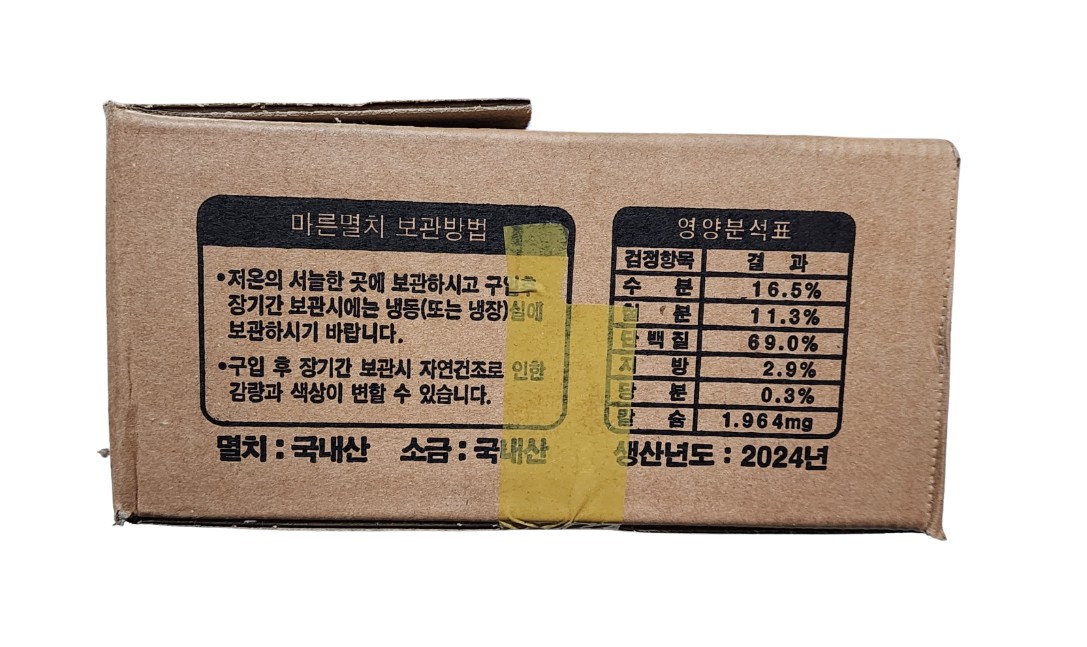 마른멸치 보관방법
•저온의 서늘한 곳에 보관하시고 구입후
장기간 보관시에는 냉동(또는 냉장)실에
보관하시기 바랍니다.
•구입 후 장기간 보관시 자연건조로 인한
감량과 색상이 변할 수 있습니다.
멸치 : 국내산 소금 : 국내산
영양분석표
검정항목 결 과
수 분 16.5%
분 11.3%
단백질 69.0%
지 방 2.9%
당 분 0.3%
칼 슘 1.964mg
생산년도 : 2024년